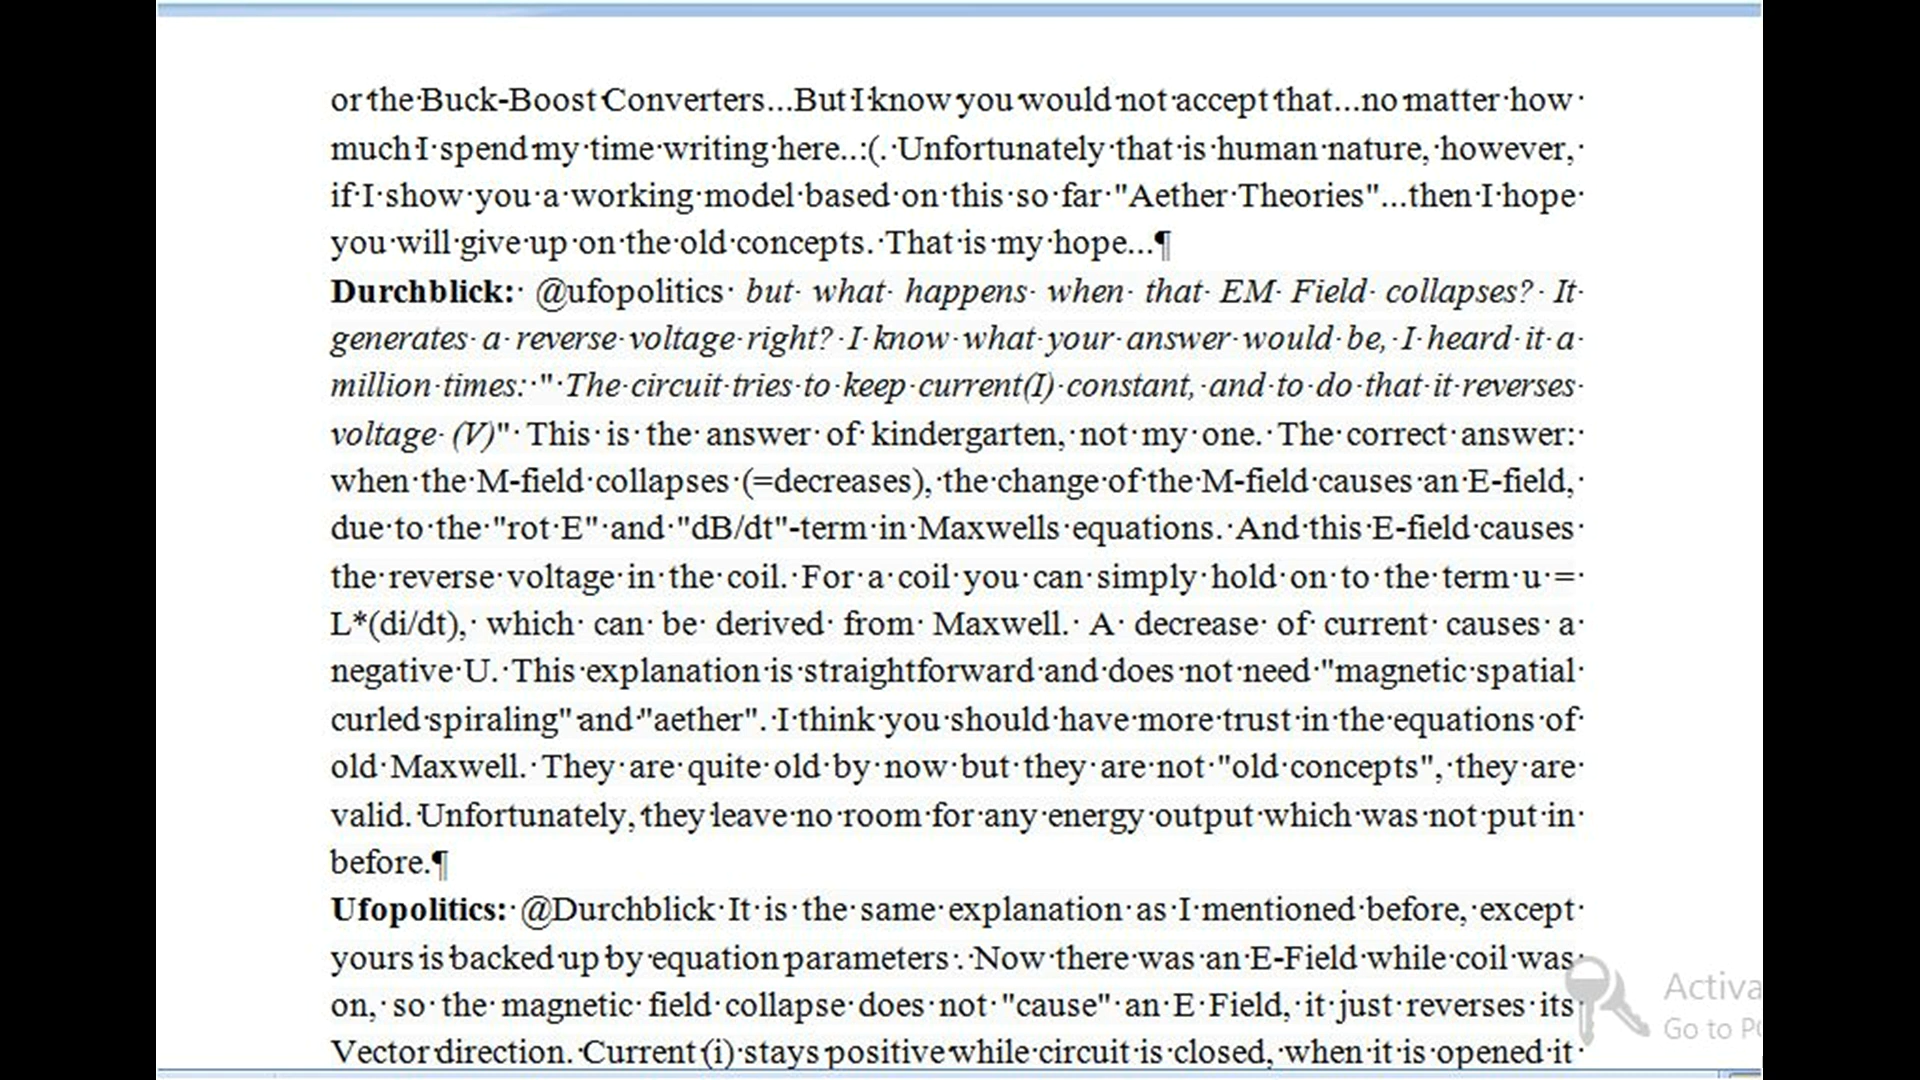 or the Buck-Boost Converters...But I know you would not accept that...no matter how
much I spend my time writing here..:(. Unfortunately that is human nature, however,
if I show you a working model based on this so far "Aether Theories"...then I hope
you will give up on the old concepts. That is my hope...¶
Durchblick: @ufopolitics but what happens when that EM Field collapses? It
generates a reverse voltage right? I know what your answer would be, I heard it a
million times: " The circuit tries to keep current(I) constant, and to do that it reverses
voltage (V)" This is the answer of kindergarten, not my one. The correct answer:
when the M-field collapses (=decreases), the change of the M-field causes an E-field,
due to the "rot E" and "dB/dt"-term in Maxwells equations. And this E-field causes
the reverse voltage in the coil. For a coil you can simply hold on to the term u =
L*(di/dt), which can be derived from Maxwell. A decrease of current causes a
negative U. This explanation is straightforward and does not need "magnetic spatial
curled spiraling" and "aether". I think you should have more trust in the equations of
old Maxwell. They are quite old by now but they are not "old concepts", they are
valid. Unfortunately, they leave no room for any energy output which was not put in
before.¶
Ufopolitics: @Durchblick It is the same explanation as I mentioned before, except
yours is backed up by equation parameters . Now there was an E-Field while coil was
on, so the magnetic field collapse does not "cause" an E Field, it just reverses its
Vector direction. Current (i) stays positive while circuit is closed, when it is opened it
Activa
Go to P